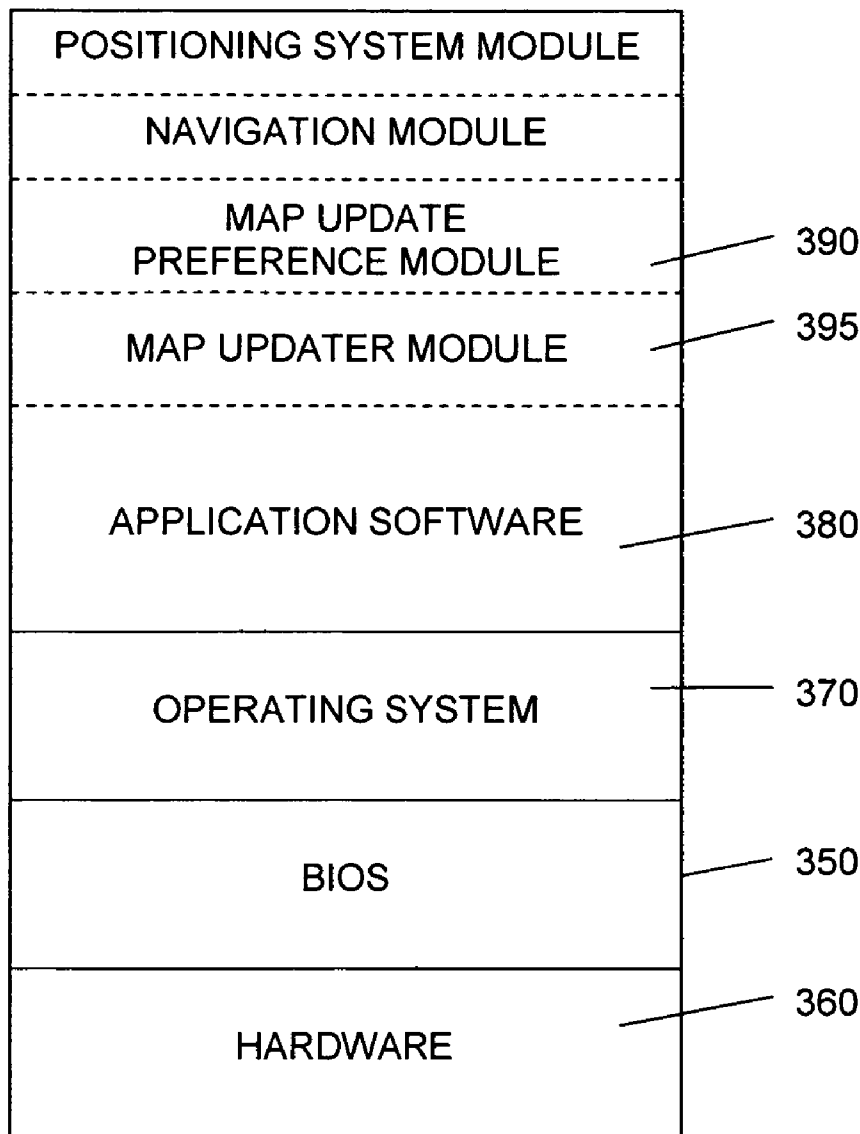 POSITIONING SYSTEM MODULE
NAVIGATION MODULE
MAP UPDATE
PREFERENCE MODULE
390
MAP UPDATER MODULE
395
APPLICATION SOFTWARE
380
OPERATING SYSTEM
370
BIOS
350
HARDWARE
360